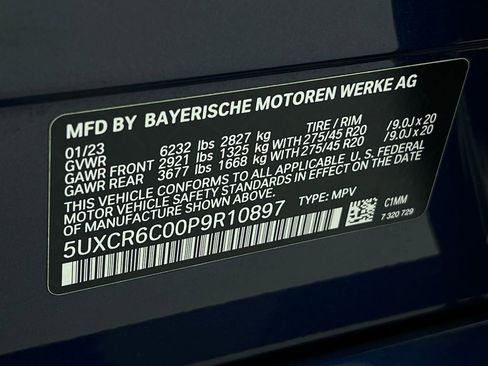 MFD BY BAYERISCHE MOTOREN WERKE AG
01/23 6232 lbs 2827 kg TIRE / RIM
GVWR
GAWR FRONT 2921 lbs 1325 kg 275/45 R20 / 9.0J x 20
GAWR REAR 3677 lbs 1668 kg 275/45 R20 / 9.0J x 20
THIS VEHICLE CONFORMS TO ALL APPLICABLE U.S. FEDERAL
MOTOR VEHICLE SAFETY STANDARDS IN EFFECT ON THE DATE
OF MANUFACTURE SHOWN ABOVE.
5UXCR6C00P9R10897 TYPE: MPV
C1MM
7 320 729